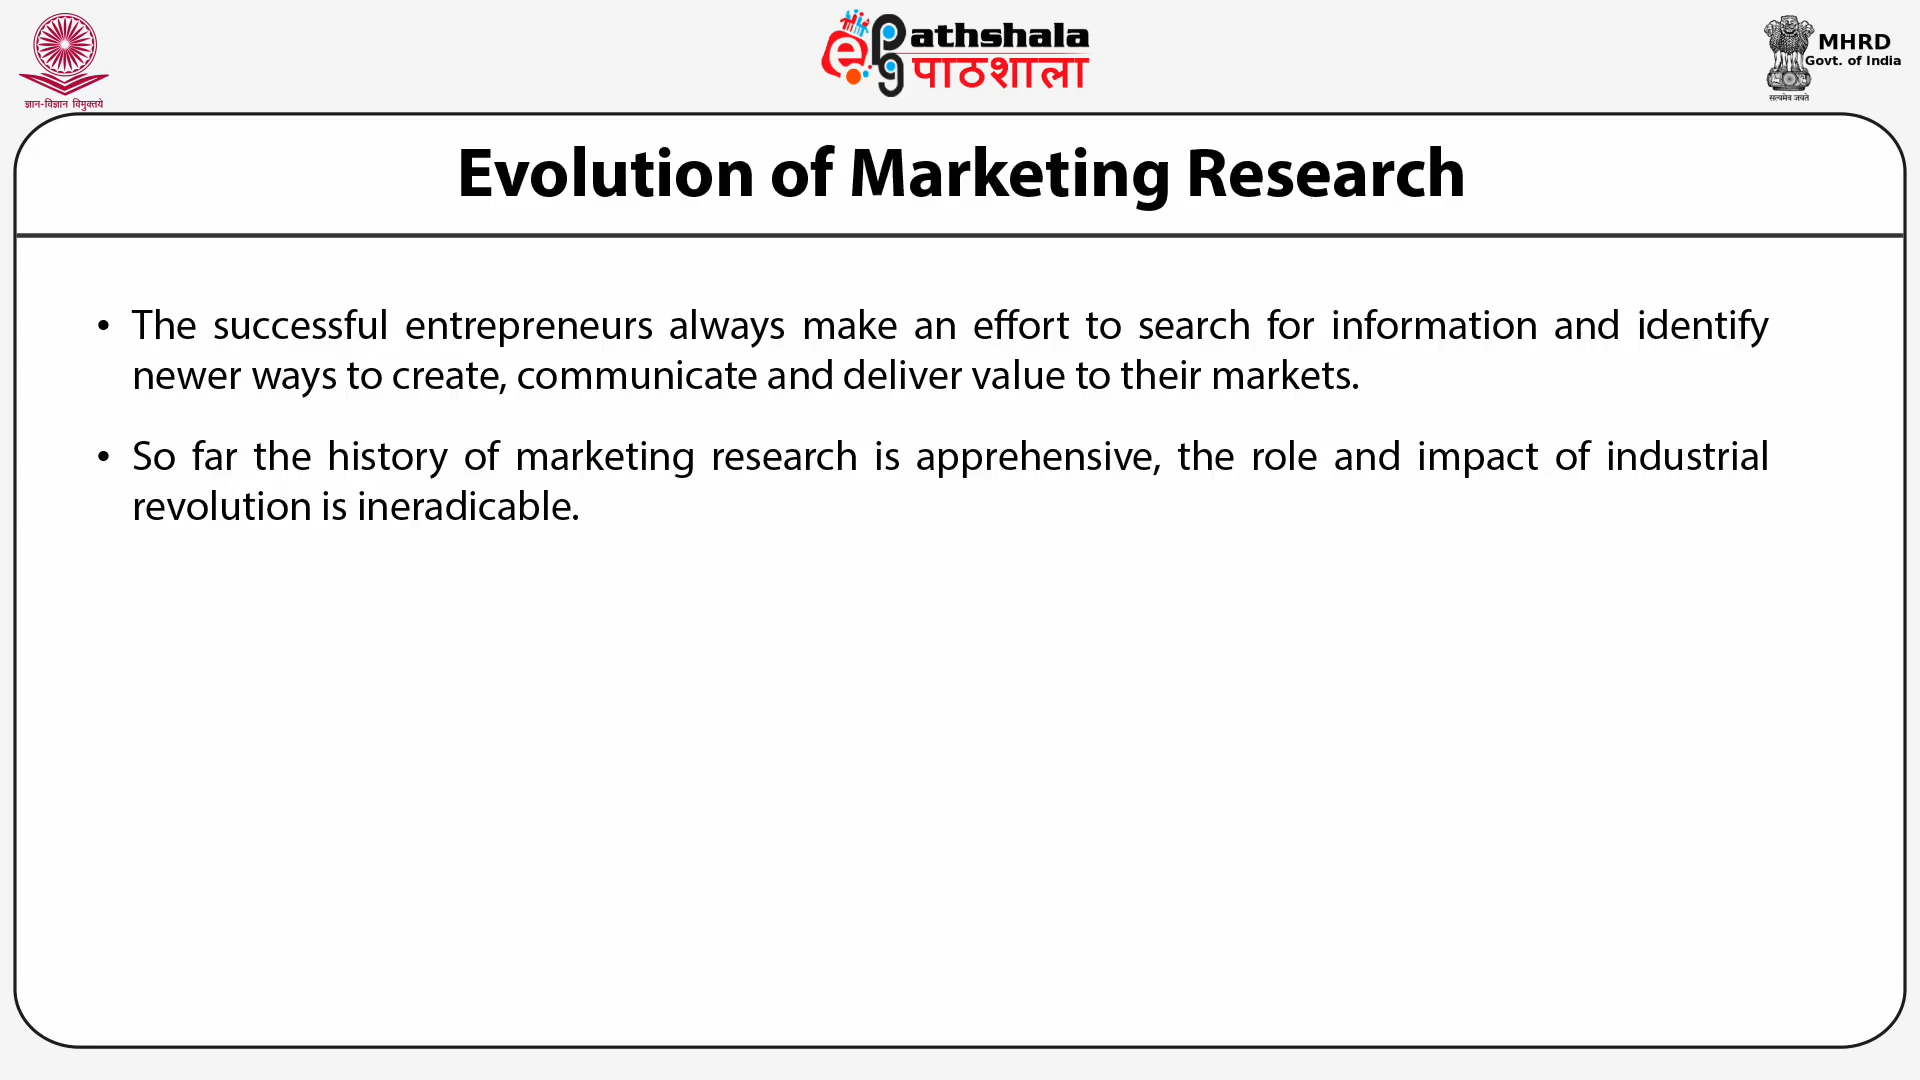 ज्ञान-विज्ञान विमुक्तये
e Pathshala
पाठशाला
MHRD
Govt. of India
सत्यमेव जयते
Evolution of Marketing Research
• The successful entrepreneurs always make an effort to search for information and identify
newer ways to create, communicate and deliver value to their markets.
• So far the history of marketing research is apprehensive, the role and impact of industrial
revolution is ineradicable.